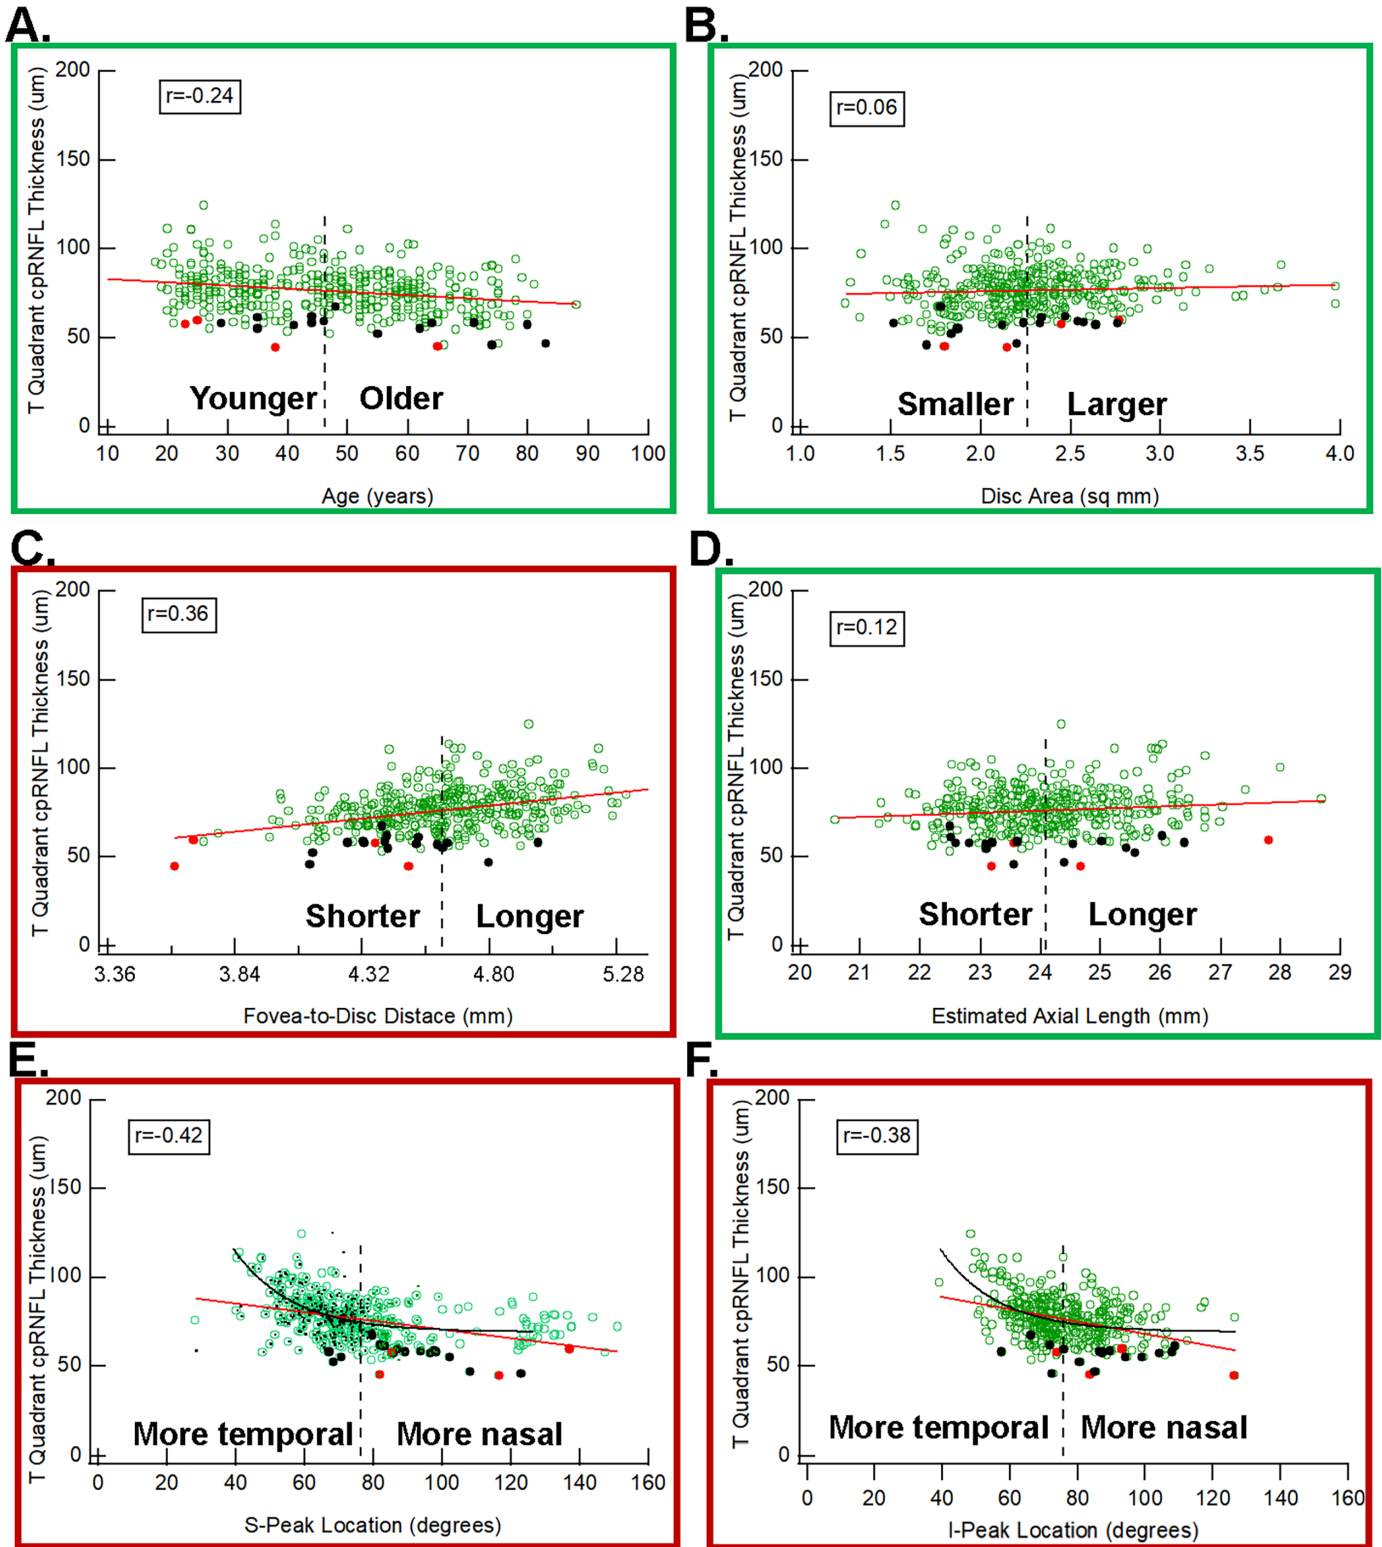 A.
T Quadrant cpRNFL Thickness (um)
200
150
100
50
0
r=-0.24
Younger
Older
10 20 30 40 50 60 70 80 90 100
Age (years)
B.
T Quadrant cpRNFL Thickness (um)
200
150
100
50
0
r=0.06
Smaller
Larger
1.0 1.5 2.0 2.5 3.0 3.5 4.0
Disc Area (sq mm)
C.
T Quadrant cpRNFL Thickness (um)
200
150
100
50
0
r=0.36
Shorter
Longer
3.36 3.84 4.32 4.80 5.28
Fovea-to-Disc Distace (mm)
D.
T Quadrant cpRNFL Thickness (um)
200
150
100
50
0
r=0.12
Shorter
Longer
20 21 22 23 24 25 26 27 28 29
Estimated Axial Length (mm)
E.
T Quadrant cpRNFL Thickness (um)
200
150
100
50
0
r=-0.42
More temporal
More nasal
0 20 40 60 80 100 120 140 160
S-Peak Location (degrees)
F.
T Quadrant cpRNFL Thickness (um)
200
150
100
50
0
r=-0.38
More temporal
More nasal
0 20 40 60 80 100 120 140 160
I-Peak Location (degrees)